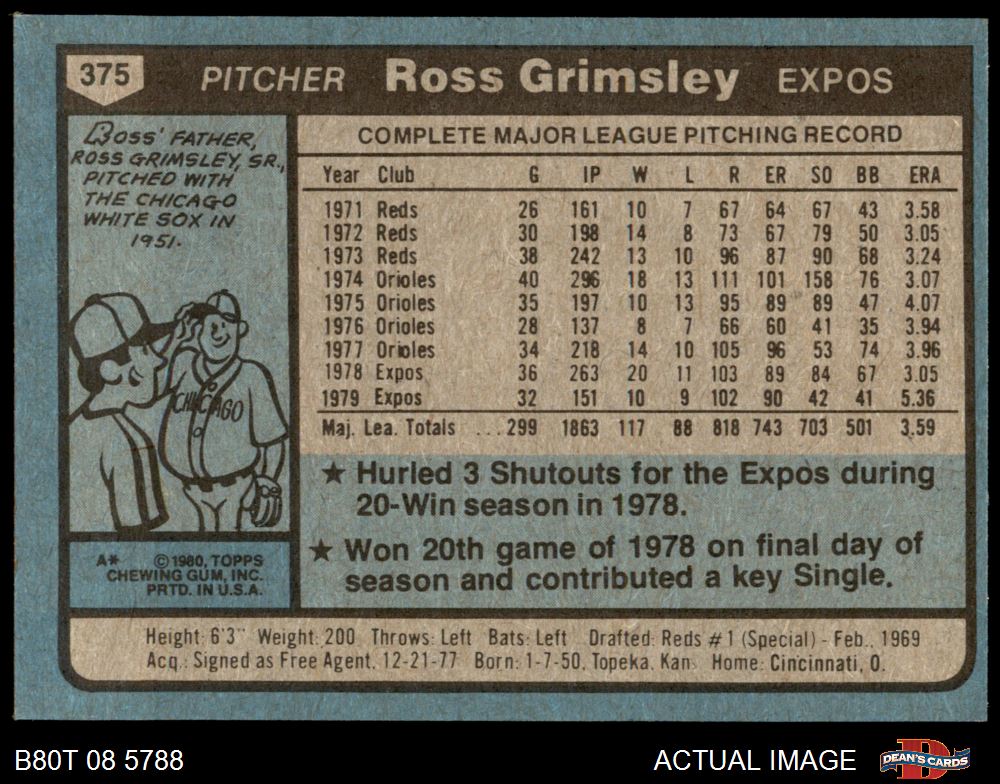 375 PITCHER Ross Grimsley EXPOS
BOSS' FATHER,
ROSS GRIMSLEY, SR.,
PITCHED WITH
THE CHICAGO
WHITE SOX IN
1951.
CHICAGO
A* ©1980, TOPPS
CHEWING GUM, INC.
PRTD. IN U.S.A.
COMPLETE MAJOR LEAGUE PITCHING RECORD
Year Club G IP W L R ER SO BB ERA
1971 Reds 26 161 10 7 67 64 67 43 3.58
1972 Reds 30 198 14 8 73 67 79 50 3.05
1973 Reds 38 242 13 10 96 87 90 68 3.24
1974 Orioles 40 296 18 13 111 101 158 76 3.07
1975 Orioles 35 197 10 13 95 89 89 47 4.07
1976 Orioles 28 137 8 7 66 60 41 35 3.94
1977 Orioles 34 218 14 10 105 96 53 74 3.96
1978 Expos 36 263 20 11 103 89 84 67 3.05
1979 Expos 32 151 10 9 102 90 42 41 5.36
Maj. Lea. Totals ...299 1863 117 88 818 743 703 501 3.59
★ Hurled 3 Shutouts for the Expos during
20-Win season in 1978.
★ Won 20th game of 1978 on final day of
season and contributed a key Single.
Height: 6'3" Weight: 200 Throws: Left Bats: Left Drafted: Reds #1 (Special) - Feb., 1969
Acq.: Signed as Free Agent, 12-21-77 Born: 1-7-50, Topeka, Kan. Home: Cincinnati, O.
B80T 08 5788 ACTUAL IMAGE DEAN'S CARDS